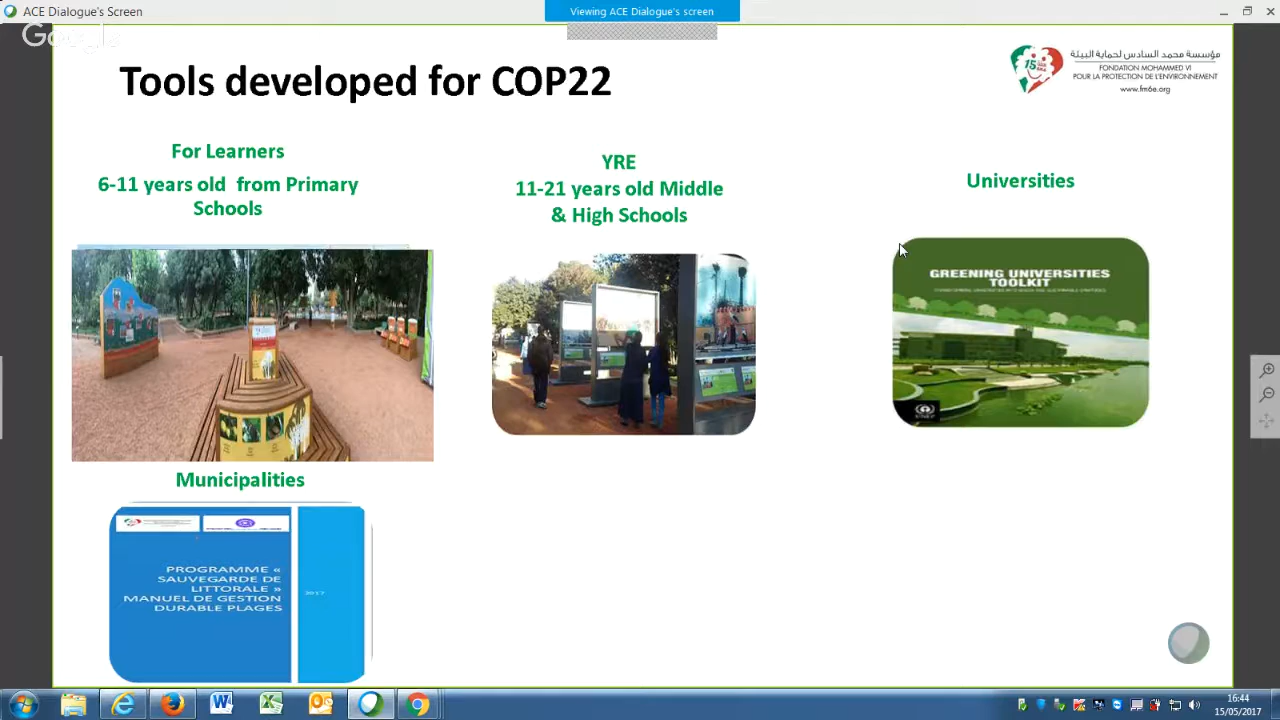 ACE Dialogue's screen
Viewing ACE Dialogue's screen
Google
Tools developed for COP22
مؤسسة محمد السادس لحماية البيئة
FONDATION MOHAMMED VI
POUR LA PROTECTION DE L'ENVIRONNEMENT
www.fm6e.org
15
For Learners
6-11 years old from Primary
Schools
YRE
11-21 years old Middle
& High Schools
Universities
GREENING UNIVERSITIES
TOOLKIT
Municipalities
PROGRAMME «
SAUVEGARDE DE
LITTORALE »
MANUEL DE GESTION
DURABLE PLAGES
2017
16:44
15/05/2017